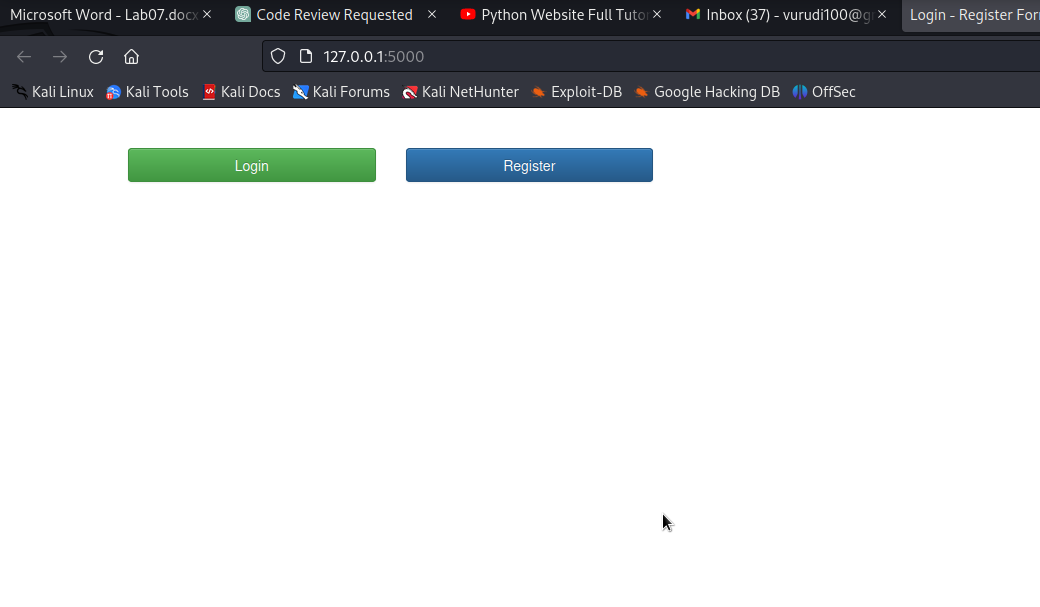 Microsoft Word - Lab07.docx Code Review Requested Python Website Full Tutor Inbox (37) - vurudi100@g Login - Register For
127.0.0.1:5000
Kali Linux Kali Tools Kali Docs Kali Forums Kali NetHunter Exploit-DB Google Hacking DB OffSec
Login Register